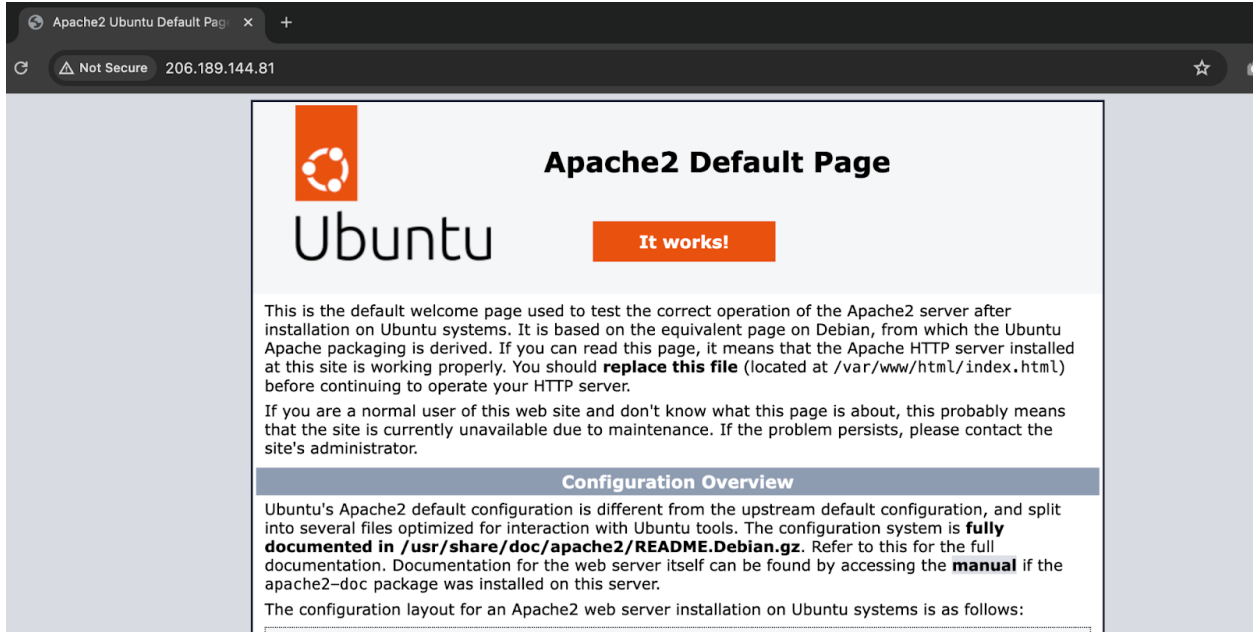 Apache2 Ubuntu Default Pag
Not Secure 206.189.144.81
Apache2 Default Page
Ubuntu
It works!
This is the default welcome page used to test the correct operation of the Apache2 server after
installation on Ubuntu systems. It is based on the equivalent page on Debian, from which the Ubuntu
Apache packaging is derived. If you can read this page, it means that the Apache HTTP server installed
at this site is working properly. You should replace this file (located at /var/www/html/index.html)
before continuing to operate your HTTP server.
If you are a normal user of this web site and don't know what this page is about, this probably means
that the site is currently unavailable due to maintenance. If the problem persists, please contact the
site's administrator.
Configuration Overview
Ubuntu's Apache2 default configuration is different from the upstream default configuration, and split
into several files optimized for interaction with Ubuntu tools. The configuration system is fully
documented in /usr/share/doc/apache2/README.Debian.gz. Refer to this for the full
documentation. Documentation for the web server itself can be found by accessing the manual if the
apache2-doc package was installed on this server.
The configuration layout for an Apache2 web server installation on Ubuntu systems is as follows: